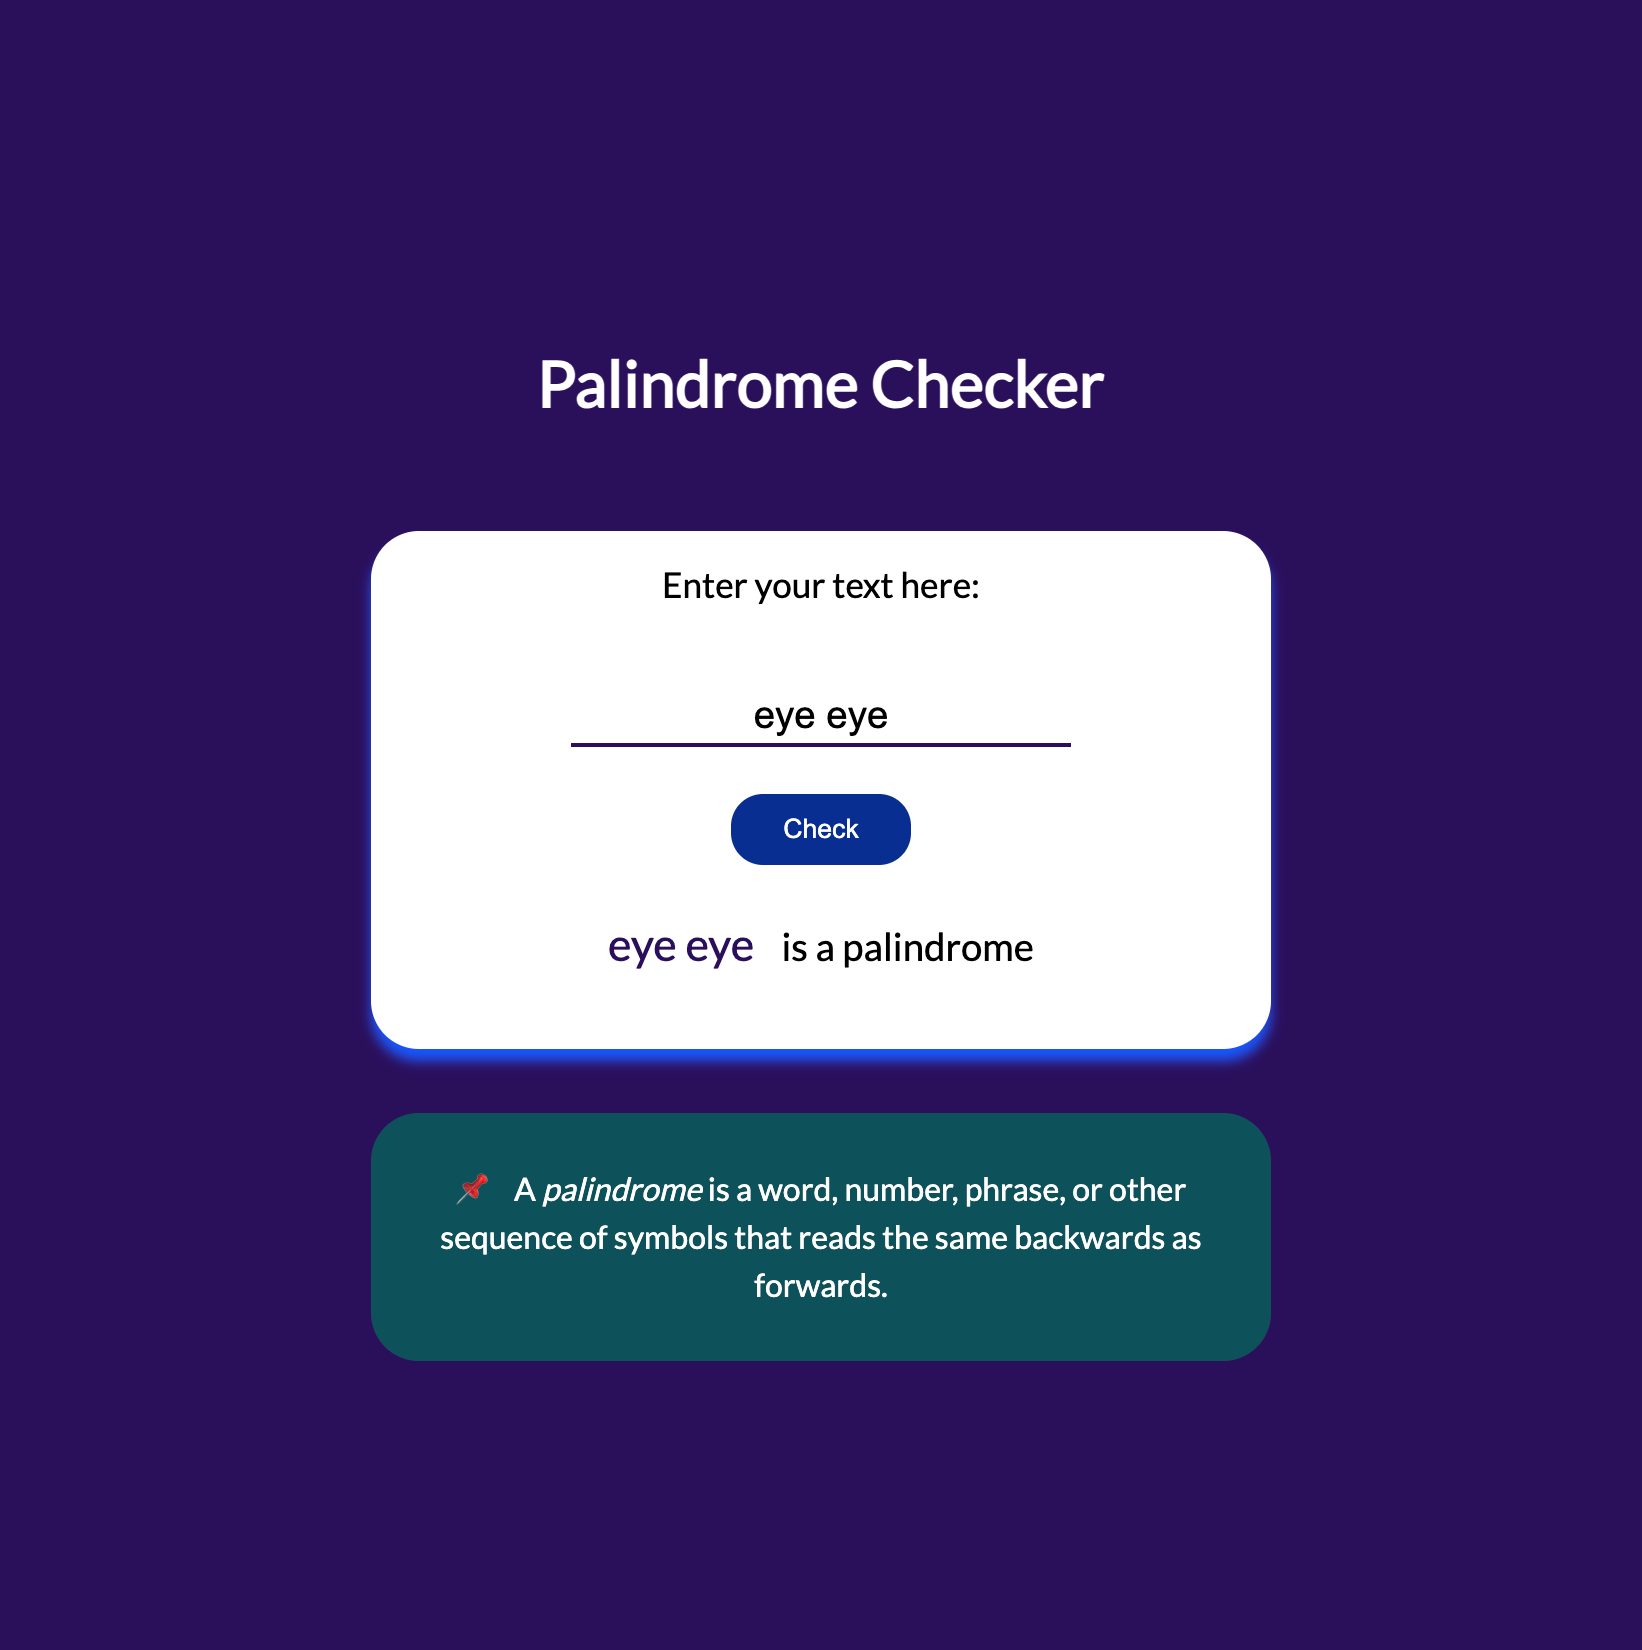 Palindrome Checker
Enter your text here:
eye eye
Check
eye eye is a palindrome
📌 A palindrome is a word, number, phrase, or other
sequence of symbols that reads the same backwards as
forwards.